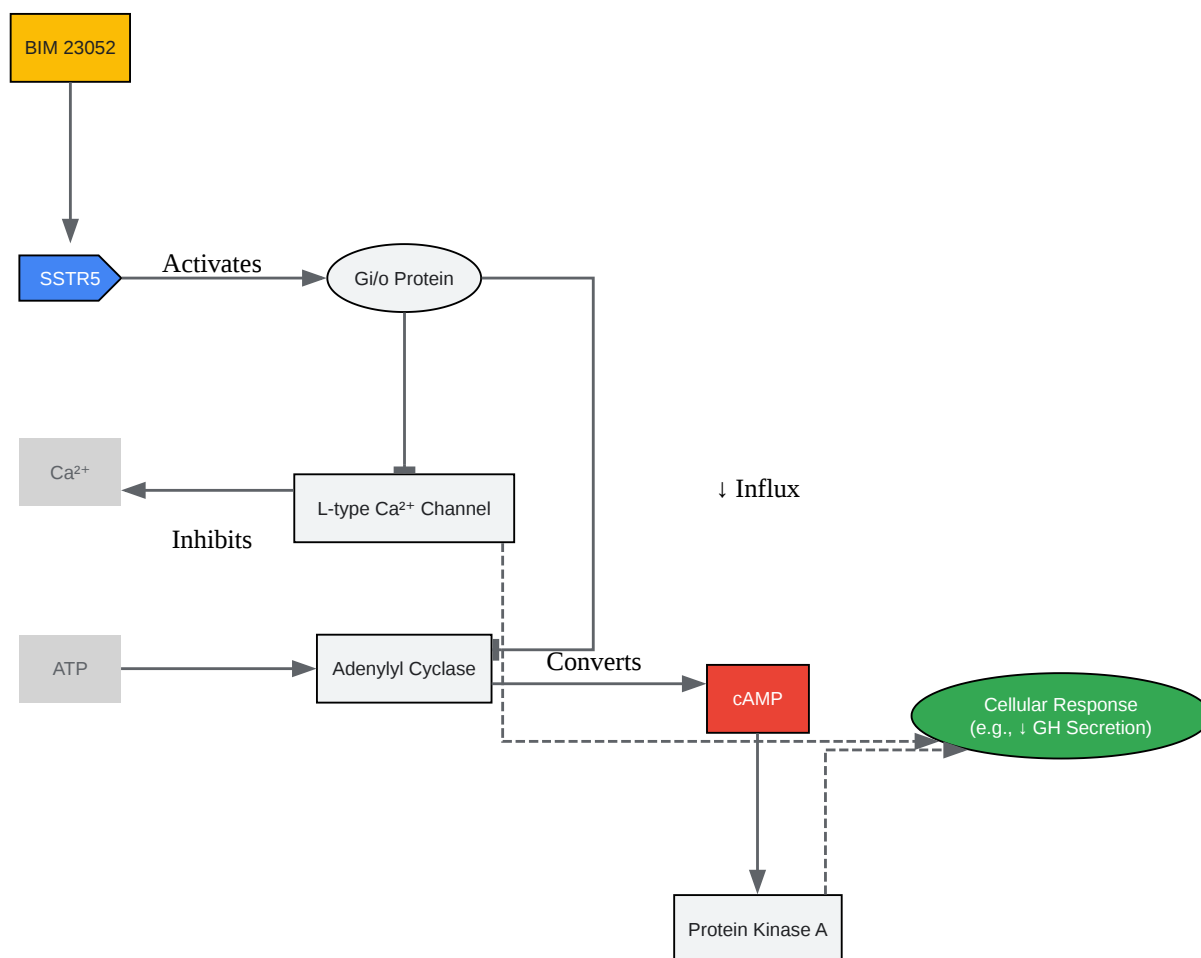 BIM 23052
SSTR5
Activates
Gi/o Protein
Ca²⁺
L-type Ca²⁺ Channel
↓ Influx
Inhibits
ATP
Adenylyl Cyclase
Converts
cAMP
Cellular Response
(e.g., ↓ GH Secretion)
Protein Kinase A